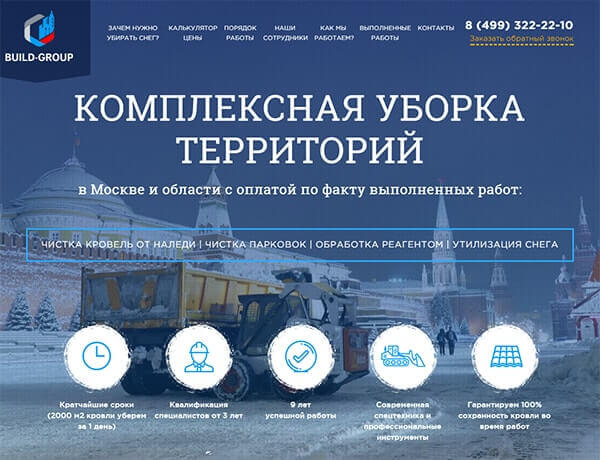 BUILD-GROUP
ЗАЧЕМ НУЖНО
УБИРАТЬ СНЕГ?
КАЛЬКУЛЯТОР
ЦЕНЫ
ПОРЯДОК
РАБОТЫ
НАШИ
СОТРУДНИКИ
КАК МЫ
РАБОТАЕМ?
ВЫПОЛНЕННЫЕ
РАБОТЫ
КОНТАКТЫ
8 (499) 322-22-10
Заказать обратный звонок
КОМПЛЕКСНАЯ УБОРКА
ТЕРРИТОРИЙ
в Москве и области с оплатой по факту выполненных работ:
ЧИСТКА КРОВЕЛЬ ОТ НАЛЕДИ | ЧИСТКА ПАРКОВОК | ОБРАБОТКА РЕАГЕНТОМ | УТИЛИЗАЦИЯ СНЕГА
Кратчайшие сроки
(2000 м2 кровли уберем
за 1 день)
Квалификация
специалистов от 3 лет
9 лет
успешной работы
Современная
спецтехника и
профессиональные
инструменты
Гарантируем 100%
сохранность кровли во
время работ